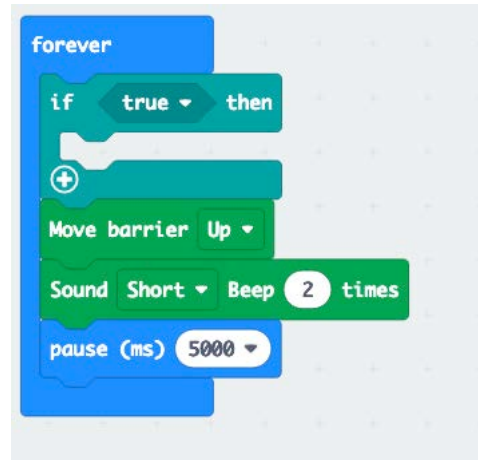 forever
if true then
Move barrier Up
Sound Short Beep 2 times
pause (ms) 5000